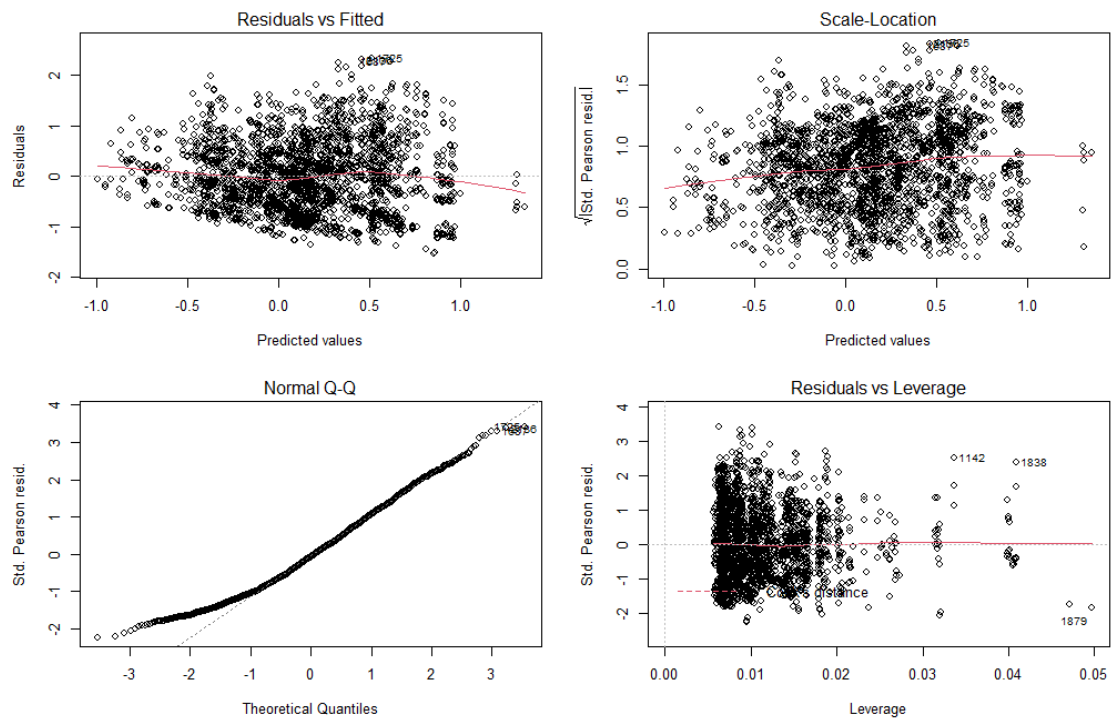 Residuals vs Fitted
Residuals
2
1
0
-1
-2
-1.0 -0.5 0.0 0.5 1.0
Predicted values
Scale-Location
√|Std. Pearson resid.|
1.5
1.0
0.5
0.0
-1.0 -0.5 0.0 0.5 1.0
Predicted values
Normal Q-Q
Std. Pearson resid.
4
3
2
1
0
-1
-2
-3 -2 -1 0 1 2 3
Theoretical Quantiles
Residuals vs Leverage
Std. Pearson resid.
4
3
2
1
0
-1
-2
1142
1838
distance
1879
0.00 0.01 0.02 0.03 0.04 0.05
Leverage